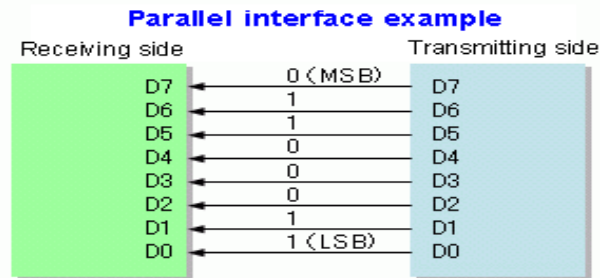 Parallel interface example
Receiving side Transmitting side
D7 0 (MSB) D7
D6 1 D6
D5 1 D5
D4 0 D4
D3 0 D3
D2 0 D2
D1 1 D1
D0 1 (LSB) D0